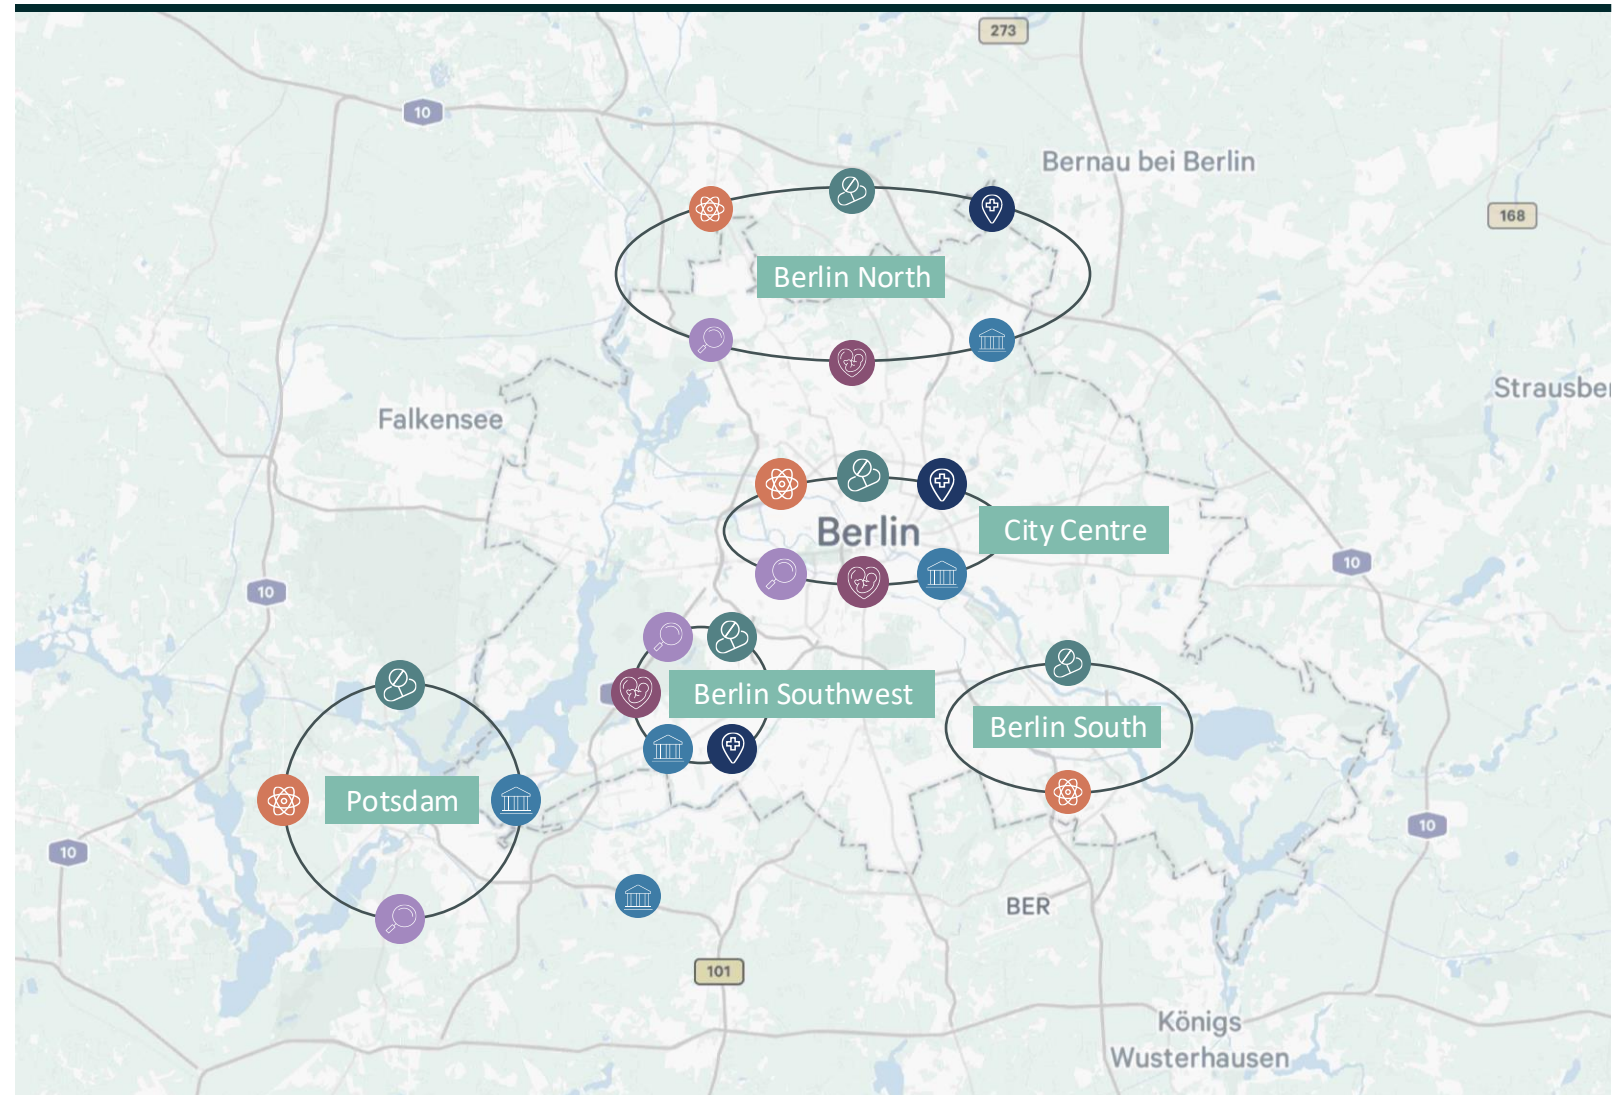 273
10
Bernau bei Berlin
168
Berlin North
Strausber
Falkensee
Berlin
City Centre
10
10
Berlin Southwest
Berlin South
Potsdam
10
10
BER
101
Königs
Wusterhausen